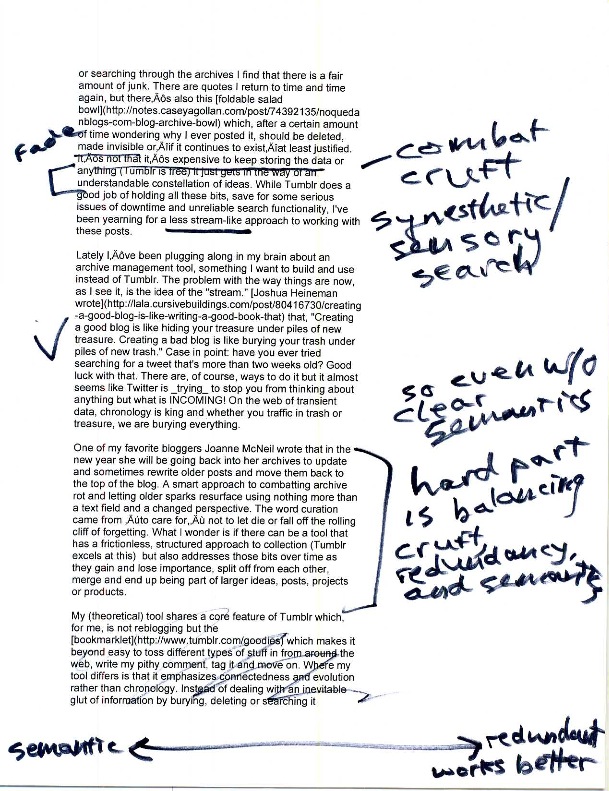 or searching through the archives I find that there is a fair
amount of junk. There are quotes I return to time and time
again, but there‚Äôs also this [foldable salad
bowl](http://notes.caseyagollan.com/post/74392135/noqueda
nblogs-com-blog-archive-bowl) which, after a certain amount
of time wondering why I ever posted it, should be deleted,
made invisible or‚Äîif it continues to exist‚Äîat least justified.
It‚Äôs not that it‚Äôs expensive to keep storing the data or
anything (Tumblr is free) it just gets in the way of an
understandable constellation of ideas. While Tumblr does a
good job of holding all these bits, save for some serious
issues of downtime and unreliable search functionality, I've
been yearning for a less stream-like approach to working with
these posts.
fade
combat
cruft
synesthetic/
sensory
search
Lately I‚Äôve been plugging along in my brain about an
archive management tool, something I want to build and use
instead of Tumblr. The problem with the way things are now,
as I see it, is the idea of the "stream." [Joshua Heineman
wrote](http://lala.cursivebuildings.com/post/80416730/creating
-a-good-blog-is-like-writing-a-good-book-that) that, "Creating
a good blog is like hiding your treasure under piles of new
treasure. Creating a bad blog is like burying your trash under
piles of new trash." Case in point: have you ever tried
searching for a tweet that's more than two weeks old? Good
luck with that. There are, of course, ways to do it but it almost
seems like Twitter is _trying_ to stop you from thinking about
anything but what is INCOMING! On the web of transient
data, chronology is king and whether you traffic in trash or
treasure, we are burying everything.
so even w/o
clear
semantics
One of my favorite bloggers Joanne McNeil wrote that in the
new year she will be going back into her archives to update
and sometimes rewrite older posts and move them back to
the top of the blog. A smart approach to combatting archive
rot and letting older sparks resurface using nothing more than
a text field and a changed perspective. The word curation
came from ‚Äúto care for,‚Äù not to let die or fall off the rolling
cliff of forgetting. What I wonder is if there can be a tool that
has a frictionless, structured approach to collection (Tumblr
excels at this) but also addresses those bits over time as
they gain and lose importance, split off from each other,
merge and end up being part of larger ideas, posts, projects
or products.
hard part
is balancing
cruft,
redundancy,
and semantics
My (theoretical) tool shares a core feature of Tumblr which,
for me, is not reblogging but the
[bookmarklet](http://www.tumblr.com/goodies) which makes it
beyond easy to toss different types of stuff in from around the
web, write my pithy comment, tag it and move on. Where my
tool differs is that it emphasizes connectedness and evolution
rather than chronology. Instead of dealing with an inevitable
glut of information by burying, deleting or searching it
semantic
redundant
works better